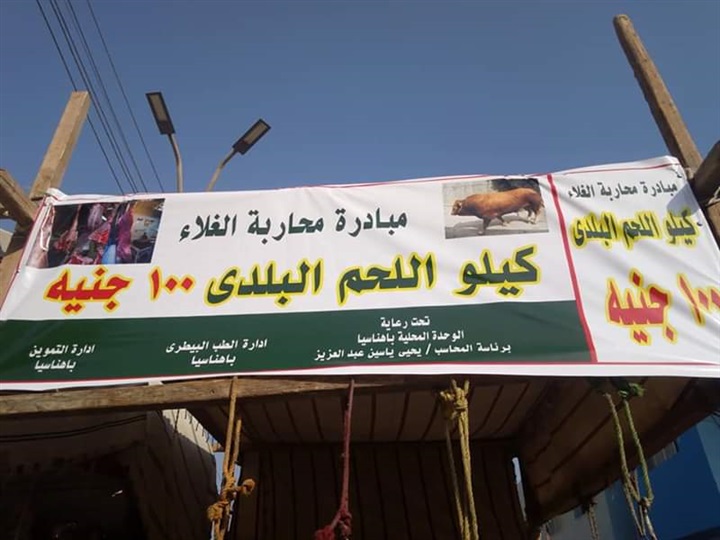 مبادرة محاربة الغلاء
كيلو اللحم البلدى
١٠٠ جنيه
مبادرة محاربة الغلاء
كيلو اللحم البلدى ١٠٠ جنيه
تحت رعاية
الوحدة المحلية باهناسيا
برئاسة المحاسب / يحيى ياسين عبد العزيز
ادارة الطب البيطرى
باهناسيا
ادارة التموين
باهناسيا